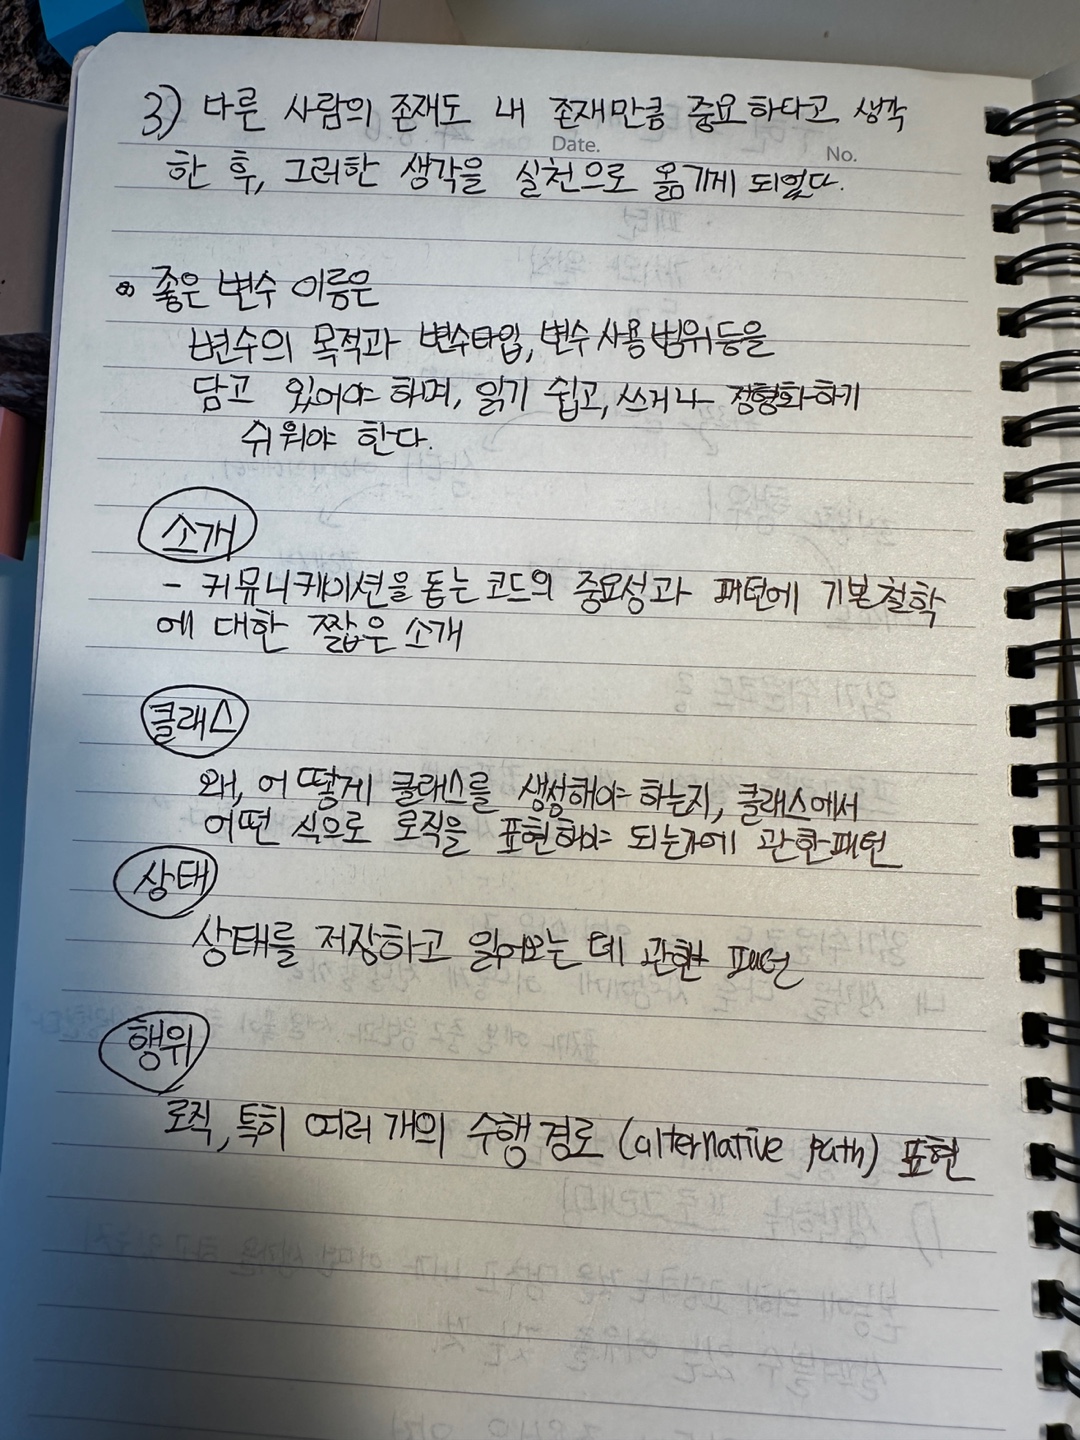 3) 다른 사람의 존재도 내 존재만큼 중요하다고 생각
Date.
No.
한 후, 그러한 생각을 실천으로 옮기게 되었다.
좋은 변수 이름은
변수의 목적과 변수타입, 변수 사용 범위등을
담고 있어야 하며, 읽기 쉽고, 쓰거나 정형화하기
쉬워야 한다.
소개
- 커뮤니케이션을 돕는 코드의 중요성과 패턴에 기본철학
에 대한 짧은 소개
클래스
왜, 어떻게 클래스를 생성해야 하는지, 클래스에서
어떤 식으로 로직을 표현해야 되는지에 관한 패턴
상태
상태를 저장하고 읽어오는 데 관한 패턴
행위
로직, 특히 여러 개의 수행 경로 (alternative path) 표현